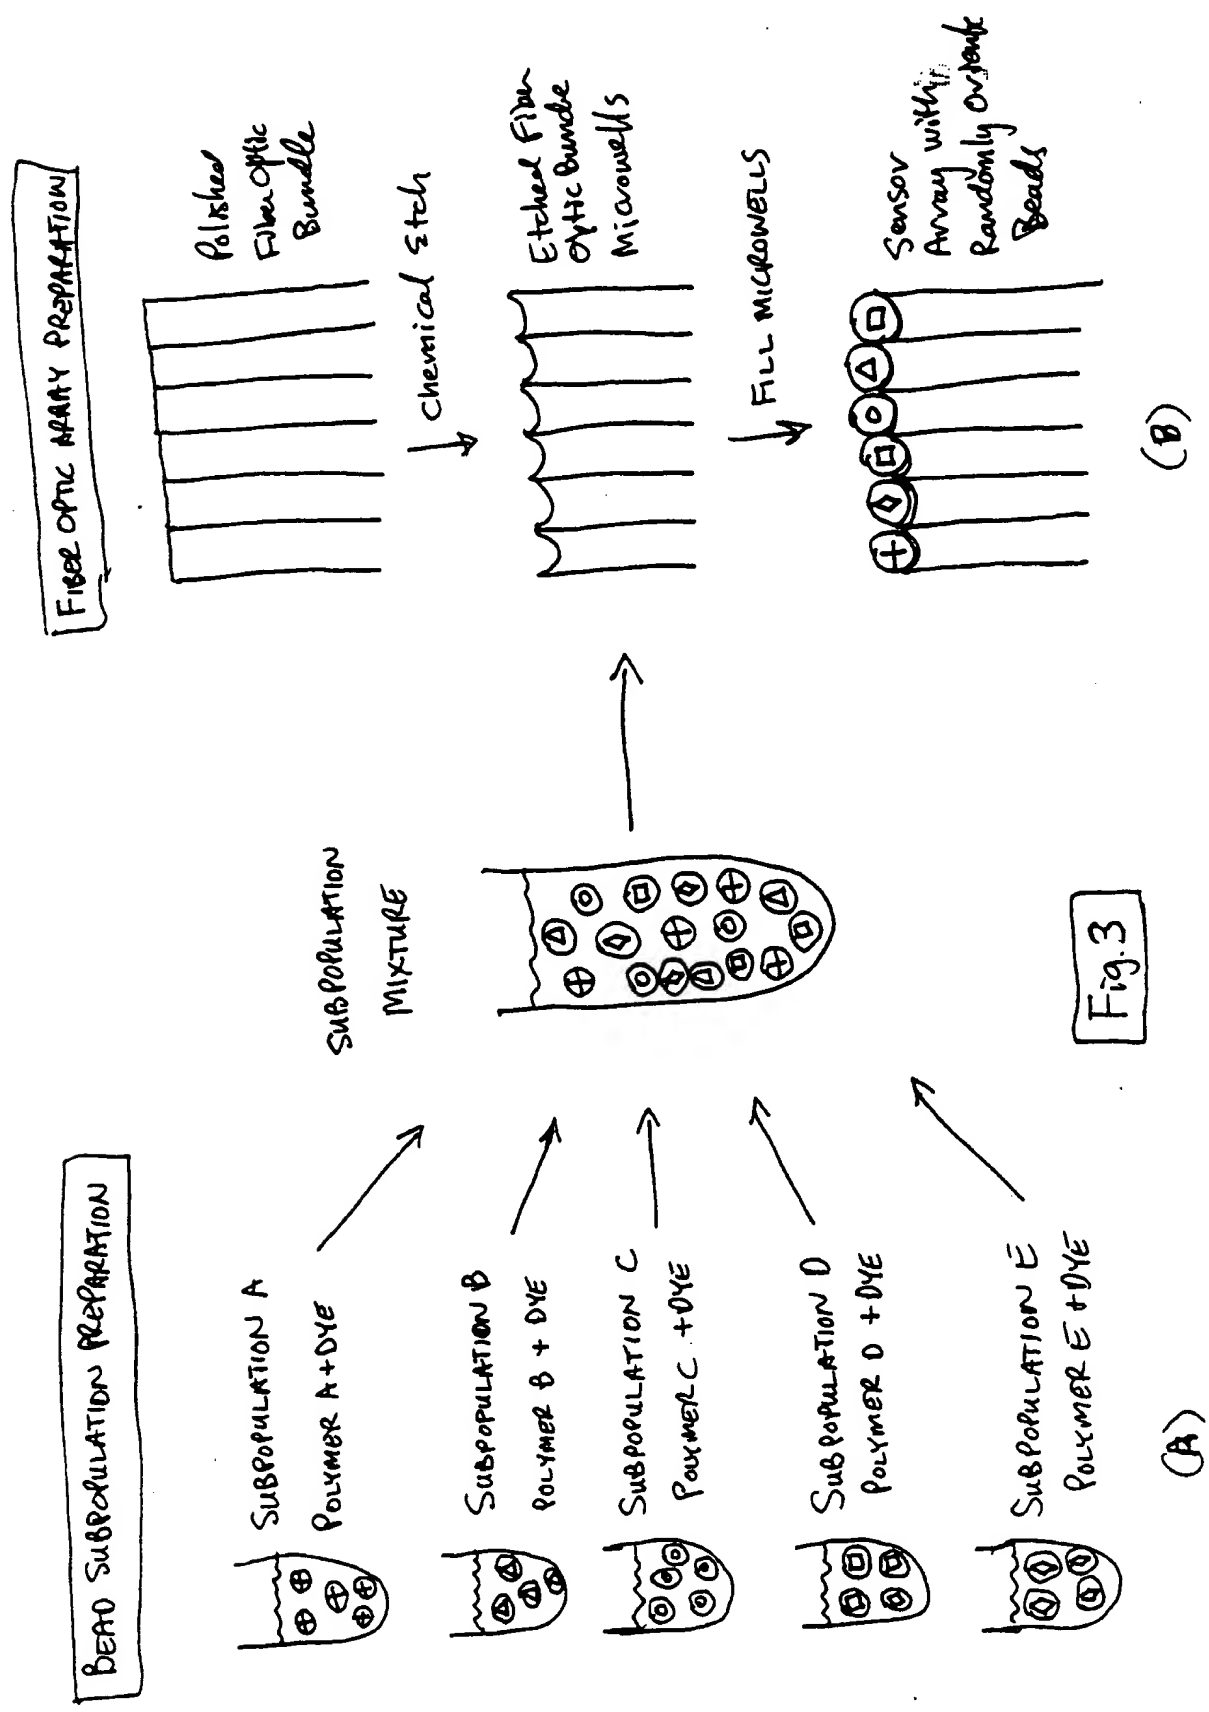 BEAD SUBPOPULATION PREPARATION
SUBPOPULATION A
POLYMER A+DYE
SUBPOPULATION B
POLYMER B + DYE
SUBPOPULATION C
POLYMER C +DYE
SUBPOPULATION D
POLYMER D +DYE
SUBPOPULATION E
POLYMER E +DYE
(A)
SUBPOPULATION
MIXTURE
Fig.3
FIBER OPTIC ARRAY PREPARATION
Polished
Fiber Optic
Bundle
Chemical Etch
Etched Fiber
Optic Bundle
Microwells
FILL MICROWELLS
Sensor
Array with
Randomly
Beads
(B)